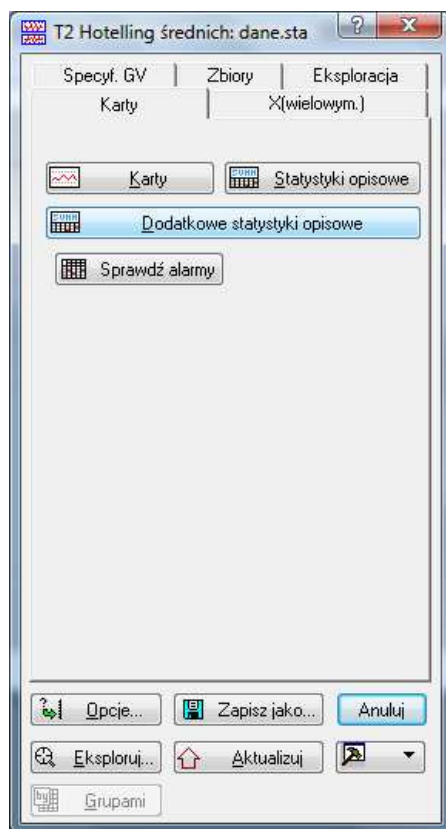 T2 Hotelling średnich: dane.sta
Specyf. GV Zbiory Eksploracja
Karty X(wielowym.)
Karty Statystyki opisowe
Dodatkowe statystyki opisowe
Sprawdź alarmy
Opcje... Zapisz jako... Anuluj
Eksploruj... Aktualizuj
Grupami